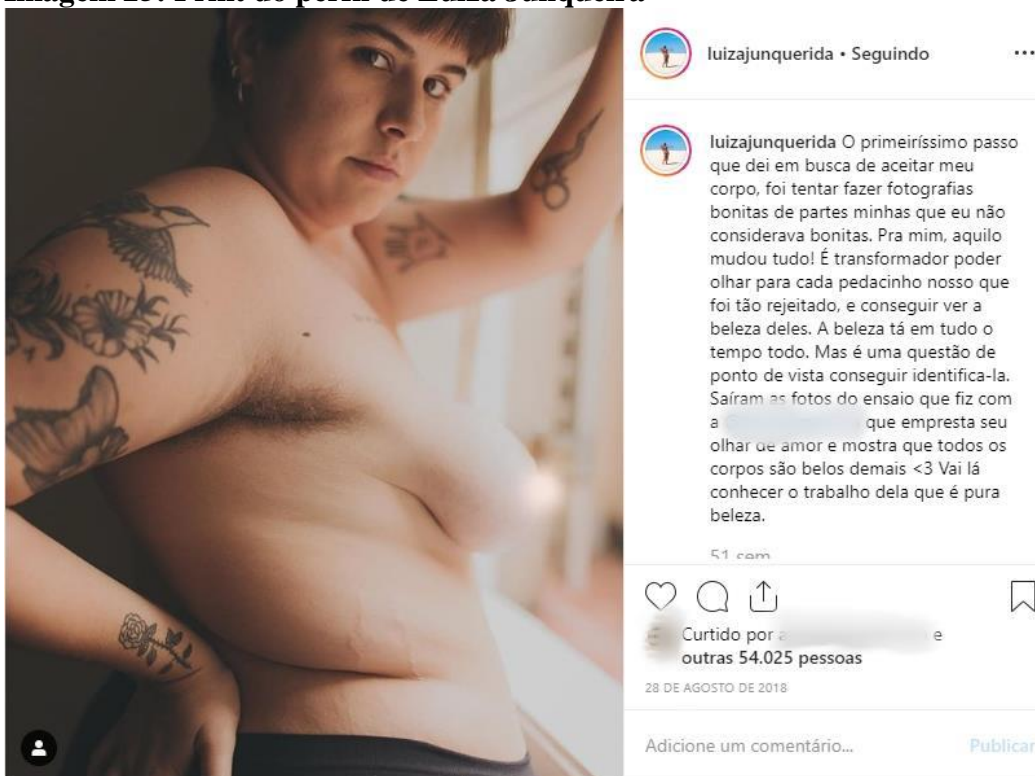 luizajunquerida • Seguindo
luizajunquerida O primeiríssimo passo
que dei em busca de aceitar meu
corpo, foi tentar fazer fotografias
bonitas de partes minhas que eu não
considerava bonitas. Pra mim, aquilo
mudou tudo! É transformador poder
olhar para cada pedacinho nosso que
foi tão rejeitado, e conseguir ver a
beleza deles. A beleza tá em tudo o
tempo todo. Mas é uma questão de
ponto de vista conseguir identifica-la.
Saíram as fotos do ensaio que fiz com
a que empresta seu
olhar de amor e mostra que todos os
corpos são belos demais <3 Vai lá
conhecer o trabalho dela que é pura
beleza.
51 sem
Curtido por a e
outras 54.025 pessoas
28 DE AGOSTO DE 2018
Adicione um comentário...
Publicar